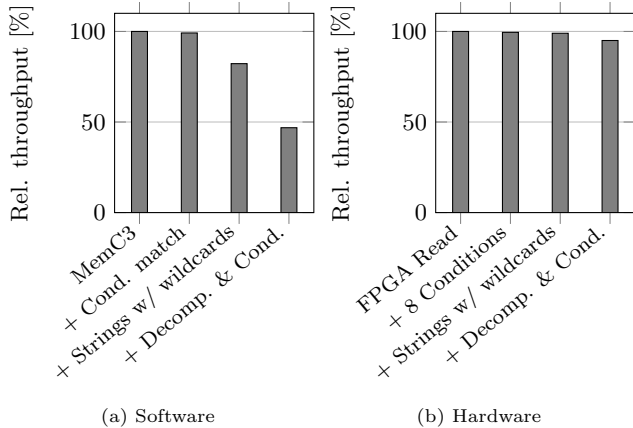 Rel. throughput [%]
100
50
0
MemC3
+ Cond. match
+ Strings w/ wildcards
+ Decomp. & Cond.
(a) Software
Rel. throughput [%]
100
50
0
FPGA Read
+ 8 Conditions
+ Strings w/ wildcards
+ Decomp. & Cond.
(b) Hardware